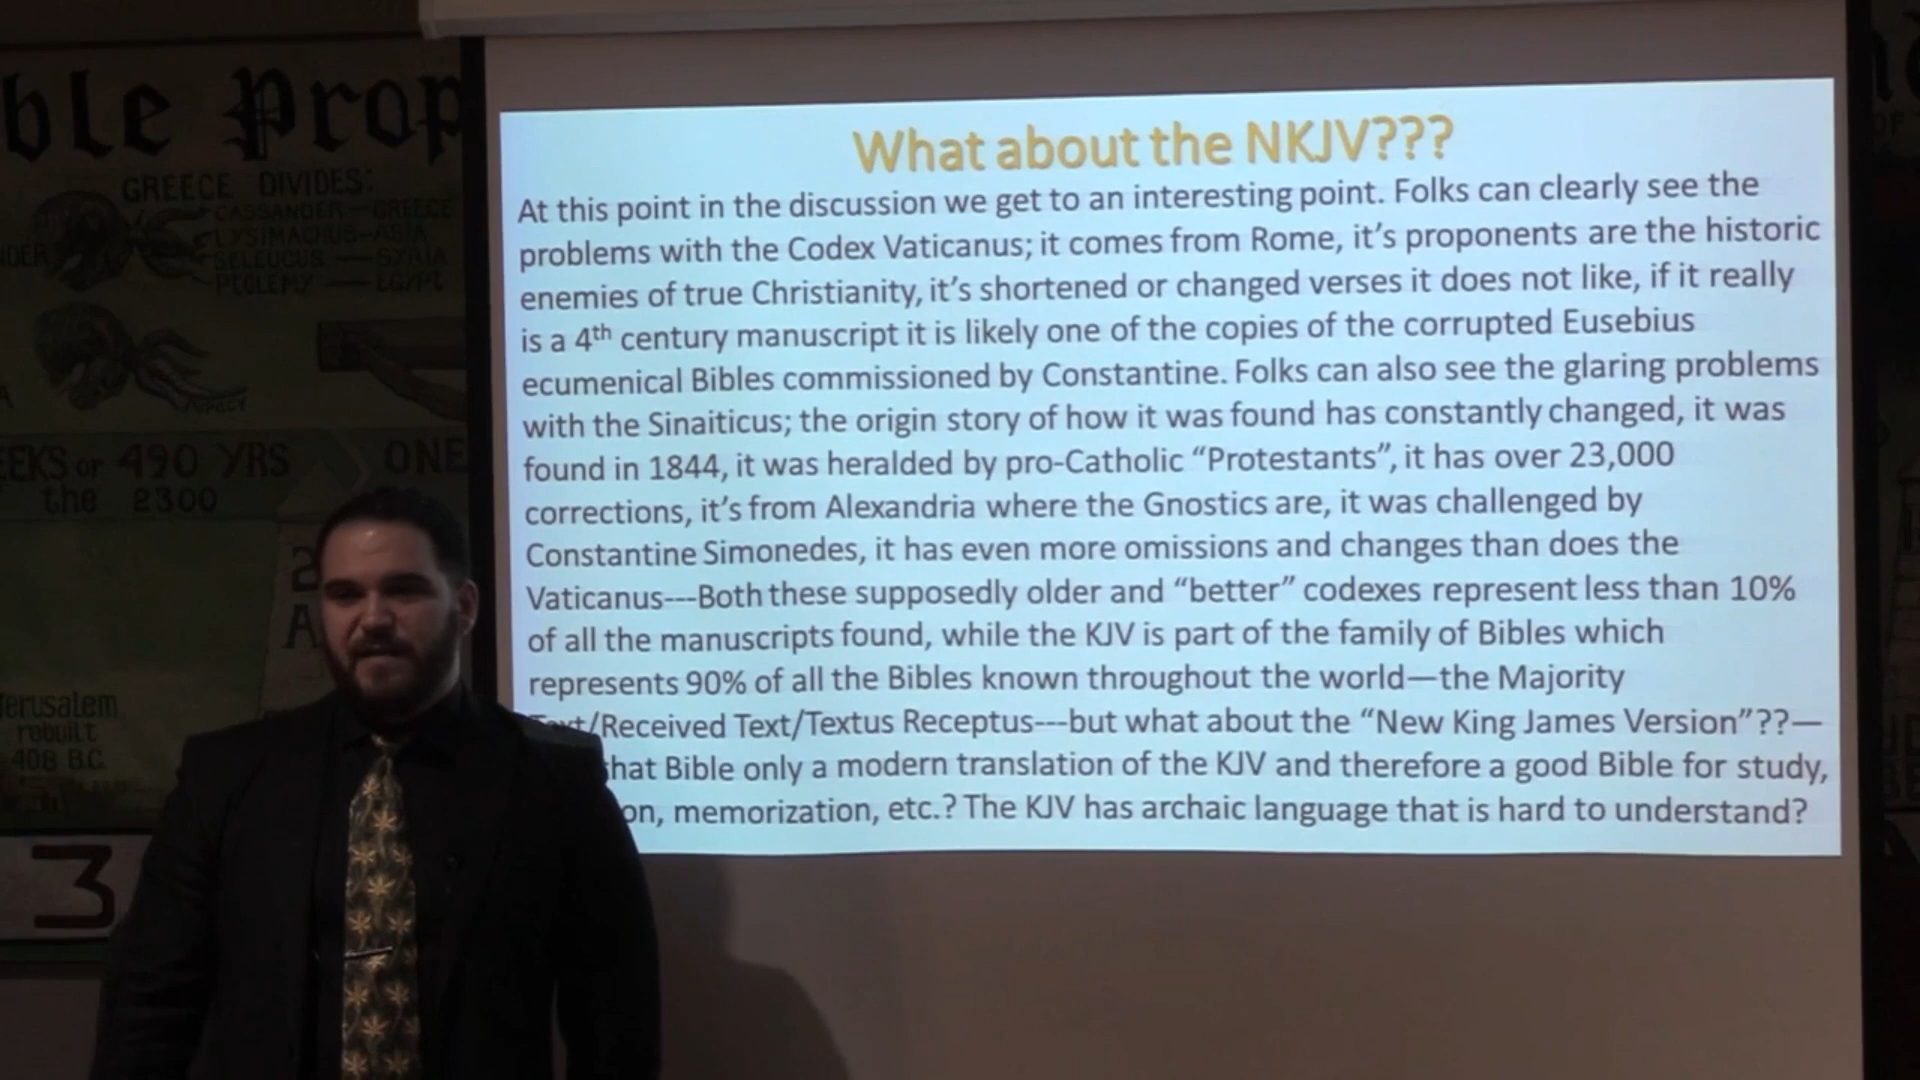 ble Prop
GREECE DIVIDES:
CASSANDER—GREECE
LYSIMACHUS—ASIA
SELEUCUS — SYRIA
PTOLEMY — EGYPT
EEKS or 490 YRS
the 2300
ONE
2
A
Jerusalem
rebuilt
408 B.C.
3
What about the NKJV???
At this point in the discussion we get to an interesting point. Folks can clearly see the
problems with the Codex Vaticanus; it comes from Rome, it’s proponents are the historic
enemies of true Christianity, it’s shortened or changed verses it does not like, if it really
is a 4th century manuscript it is likely one of the copies of the corrupted Eusebius
ecumenical Bibles commissioned by Constantine. Folks can also see the glaring problems
with the Sinaiticus; the origin story of how it was found has constantly changed, it was
found in 1844, it was heralded by pro-Catholic “Protestants”, it has over 23,000
corrections, it’s from Alexandria where the Gnostics are, it was challenged by
Constantine Simonedes, it has even more omissions and changes than does the
Vaticanus---Both these supposedly older and “better” codexes represent less than 10%
of all the manuscripts found, while the KJV is part of the family of Bibles which
represents 90% of all the Bibles known throughout the world—the Majority
Text/Received Text/Textus Receptus---but what about the “New King James Version”??—
that Bible only a modern translation of the KJV and therefore a good Bible for study,
on, memorization, etc.? The KJV has archaic language that is hard to understand?